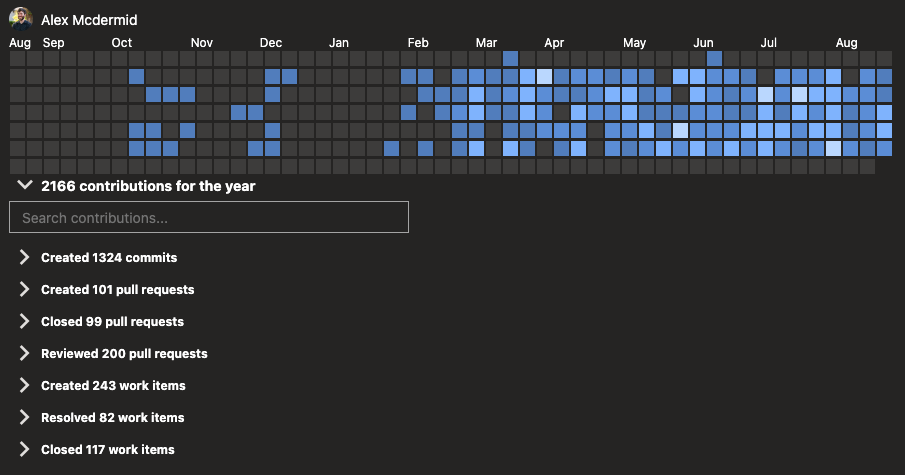 Alex Mcdermid
Aug Sep Oct Nov Dec Jan Feb Mar Apr May Jun Jul Aug
2166 contributions for the year
Search contributions...
Created 1324 commits
Created 101 pull requests
Closed 99 pull requests
Reviewed 200 pull requests
Created 243 work items
Resolved 82 work items
Closed 117 work items